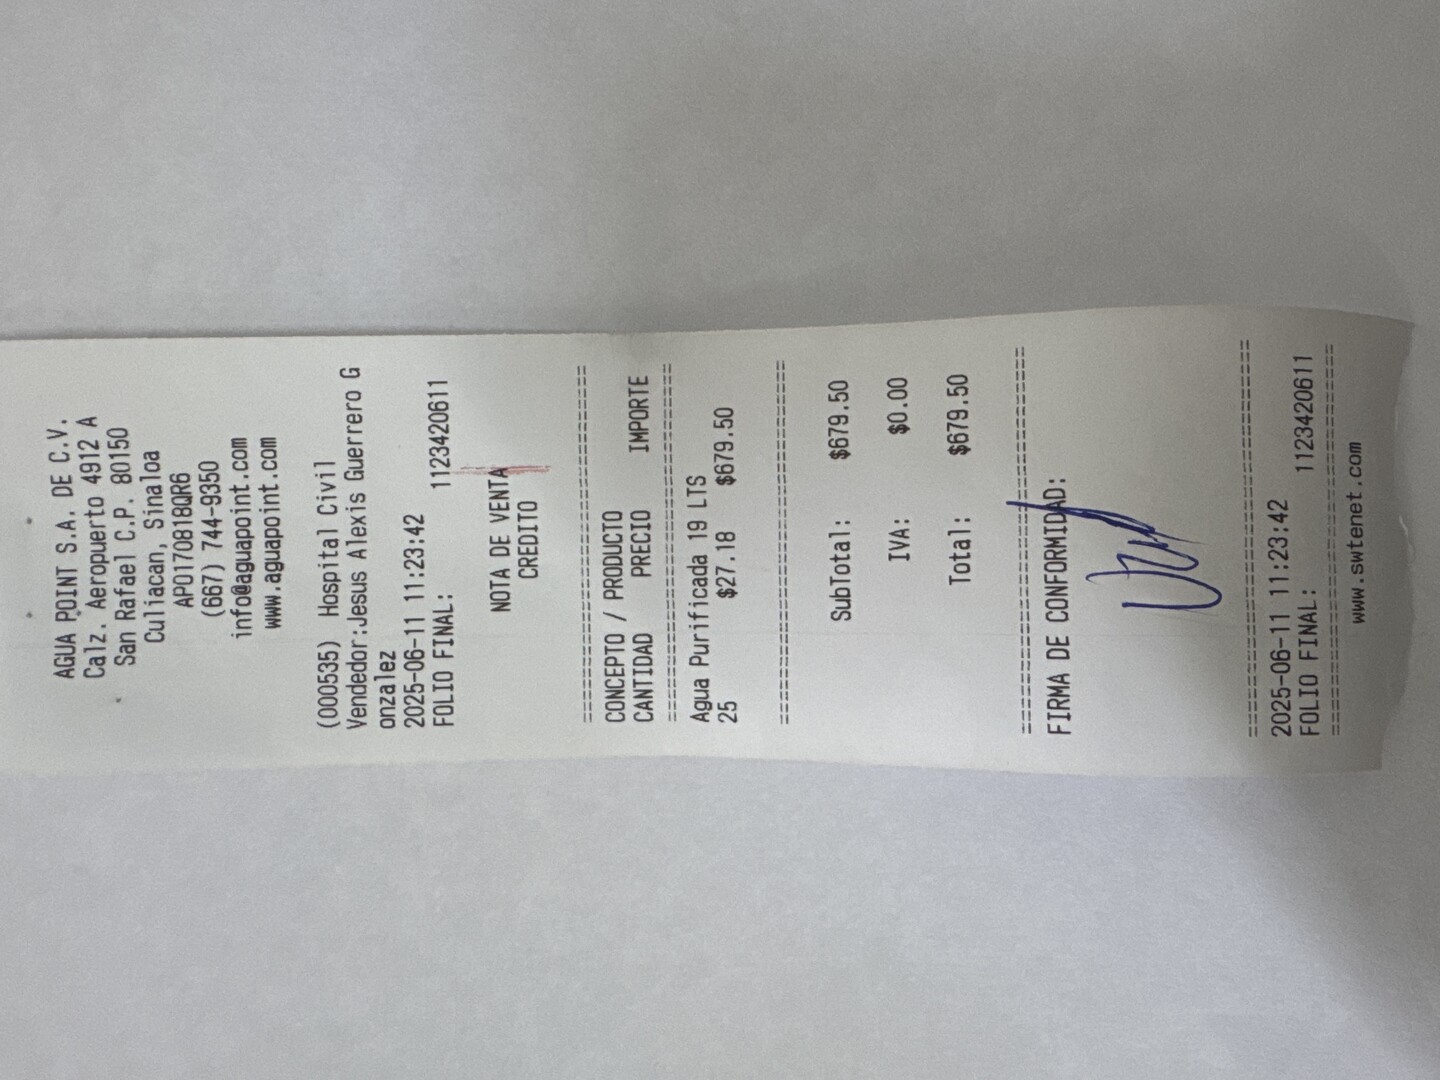 AGUA POINT S.A. DE C.V.
Calz. Aeropuerto 4912 A
San Rafael C.P. 80150
Culiacan, Sinaloa
APO170818QR6
(667) 744-9350
info@aguapoint.com
www.aguapoint.com
(000535) Hospital Civil
Vendedor:Jesus Alexis Guerrero G
onzalez
2025-06-11 11:23:42
FOLIO FINAL: 1123420611
NOTA DE VENTA
CREDITO
===============================
CONCEPTO / PRODUCTO
CANTIDAD PRECIO IMPORTE
===============================
Agua Purificada 19 LTS
25 $27.18 $679.50
===============================
SubTotal: $679.50
IVA: $0.00
Total: $679.50
===============================
FIRMA DE CONFORMIDAD:
===============================
2025-06-11 11:23:42
FOLIO FINAL: 1123420611
===============================
www.swtenet.com